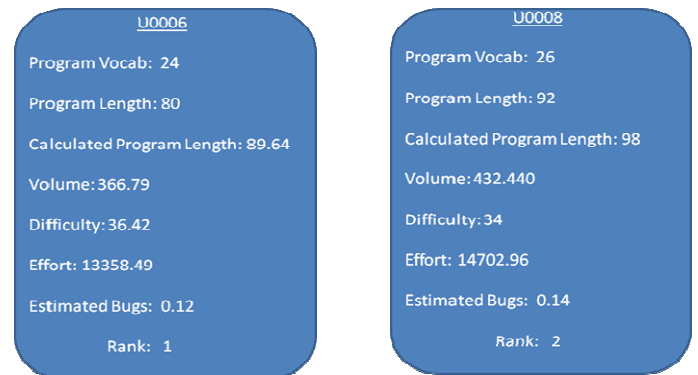 U0006
Program Vocab: 24
Program Length: 80
Calculated Program Length: 89.64
Volume: 366.79
Difficulty: 36.42
Effort: 13358.49
Estimated Bugs: 0.12
Rank: 1
U0008
Program Vocab: 26
Program Length: 92
Calculated Program Length: 98
Volume: 432.440
Difficulty: 34
Effort: 14702.96
Estimated Bugs: 0.14
Rank: 2